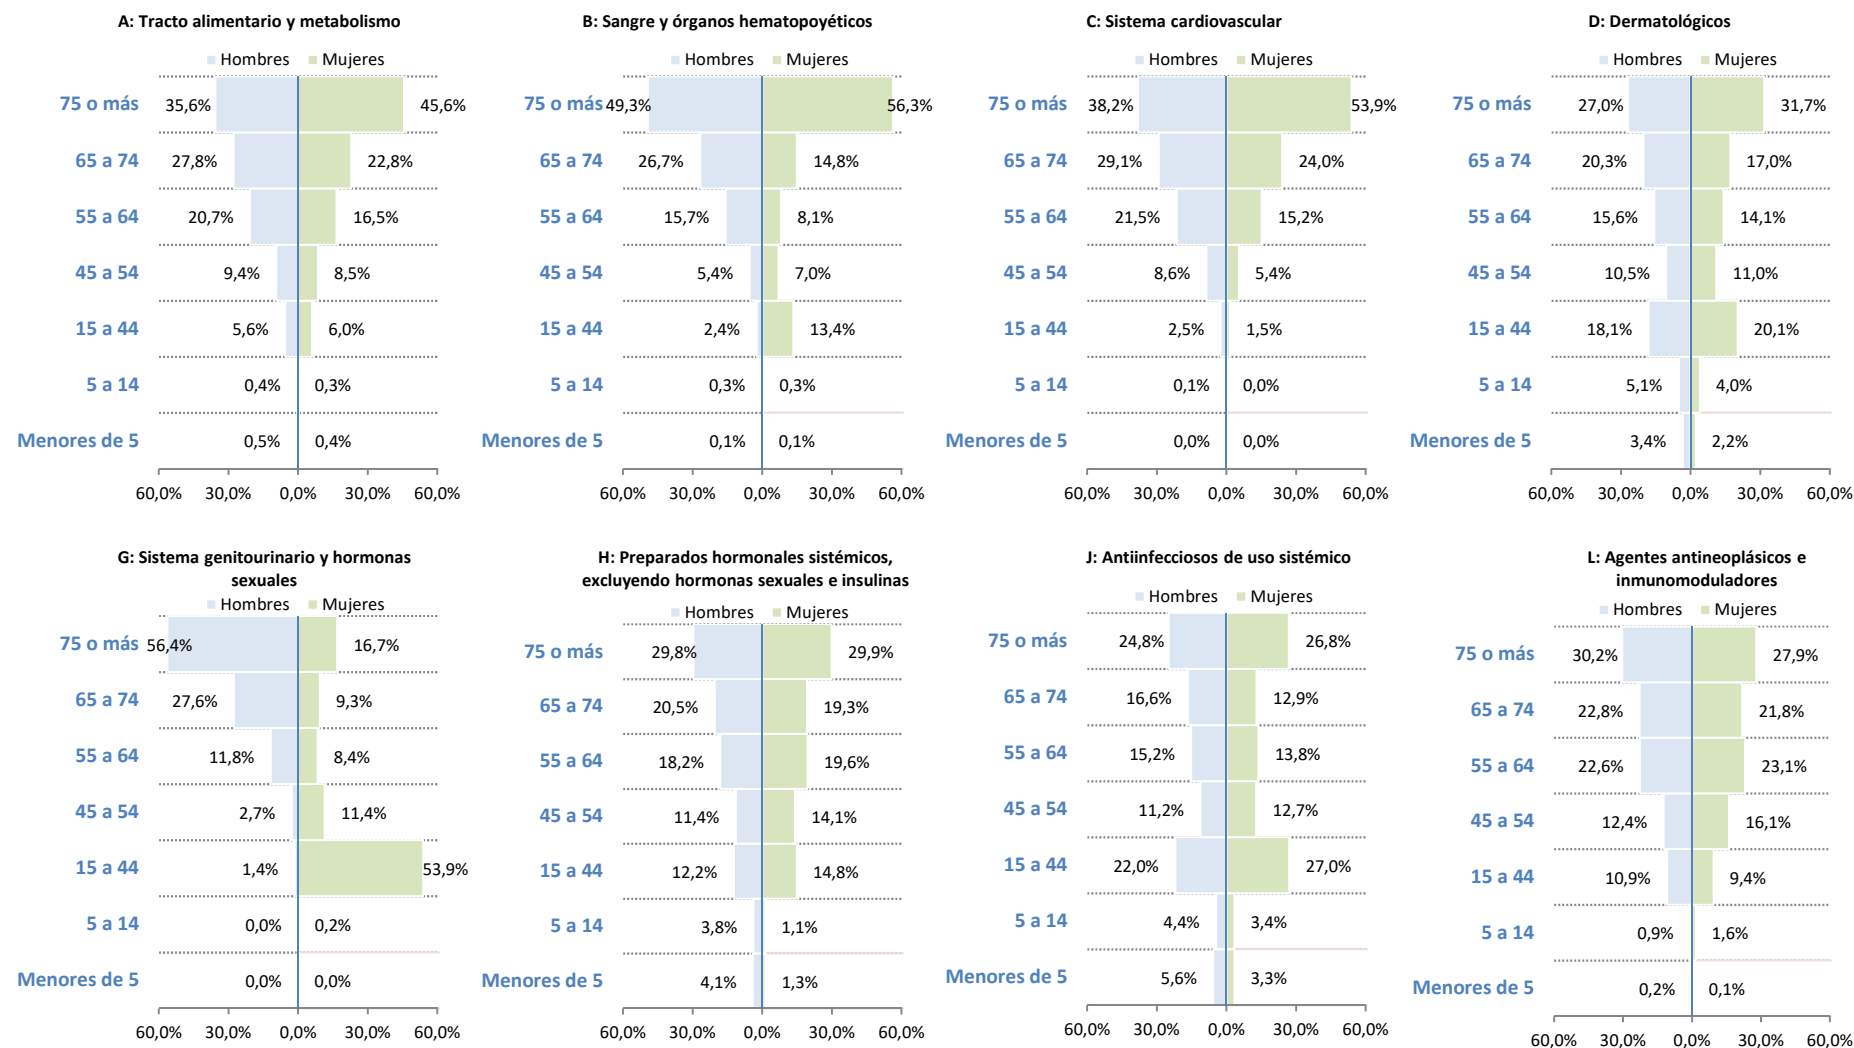 A: Tracto alimentario y metabolismo
Hombres Mujeres
75 o más 35,6% 45,6%
65 a 74 27,8% 22,8%
55 a 64 20,7% 16,5%
45 a 54 9,4% 8,5%
15 a 44 5,6% 6,0%
5 a 14 0,4% 0,3%
Menores de 5 0,5% 0,4%
60,0% 30,0% 0,0% 30,0% 60,0%
B: Sangre y órganos hematopoyéticos
Hombres Mujeres
75 o más 49,3% 56,3%
65 a 74 26,7% 14,8%
55 a 64 15,7% 8,1%
45 a 54 5,4% 7,0%
15 a 44 2,4% 13,4%
5 a 14 0,3% 0,3%
Menores de 5 0,1% 0,1%
60,0% 30,0% 0,0% 30,0% 60,0%
C: Sistema cardiovascular
Hombres Mujeres
75 o más 38,2% 53,9%
65 a 74 29,1% 24,0%
55 a 64 21,5% 15,2%
45 a 54 8,6% 5,4%
15 a 44 2,5% 1,5%
5 a 14 0,1% 0,0%
Menores de 5 0,0% 0,0%
60,0% 30,0% 0,0% 30,0% 60,0%
D: Dermatológicos
Hombres Mujeres
75 o más 27,0% 31,7%
65 a 74 20,3% 17,0%
55 a 64 15,6% 14,1%
45 a 54 10,5% 11,0%
15 a 44 18,1% 20,1%
5 a 14 5,1% 4,0%
Menores de 5 3,4% 2,2%
60,0% 30,0% 0,0% 30,0% 60,0%
G: Sistema genitourinario y hormonas
sexuales
Hombres Mujeres
75 o más 56,4% 16,7%
65 a 74 27,6% 9,3%
55 a 64 11,8% 8,4%
45 a 54 2,7% 11,4%
15 a 44 1,4% 53,9%
5 a 14 0,0% 0,2%
Menores de 5 0,0% 0,0%
60,0% 30,0% 0,0% 30,0% 60,0%
H: Preparados hormonales sistémicos,
excluyendo hormonas sexuales e insulinas
Hombres Mujeres
75 o más 29,8% 29,9%
65 a 74 20,5% 19,3%
55 a 64 18,2% 19,6%
45 a 54 11,4% 14,1%
15 a 44 12,2% 14,8%
5 a 14 3,8% 1,1%
Menores de 5 4,1% 1,3%
60,0% 30,0% 0,0% 30,0% 60,0%
J: Antiinfecciosos de uso sistémico
Hombres Mujeres
75 o más 24,8% 26,8%
65 a 74 16,6% 12,9%
55 a 64 15,2% 13,8%
45 a 54 11,2% 12,7%
15 a 44 22,0% 27,0%
5 a 14 4,4% 3,4%
Menores de 5 5,6% 3,3%
60,0% 30,0% 0,0% 30,0% 60,0%
L: Agentes antineoplásicos e
inmunomoduladores
Hombres Mujeres
75 o más 30,2% 27,9%
65 a 74 22,8% 21,8%
55 a 64 22,6% 23,1%
45 a 54 12,4% 16,1%
15 a 44 10,9% 9,4%
5 a 14 0,9% 1,6%
Menores de 5 0,2% 0,1%
60,0% 30,0% 0,0% 30,0% 60,0%